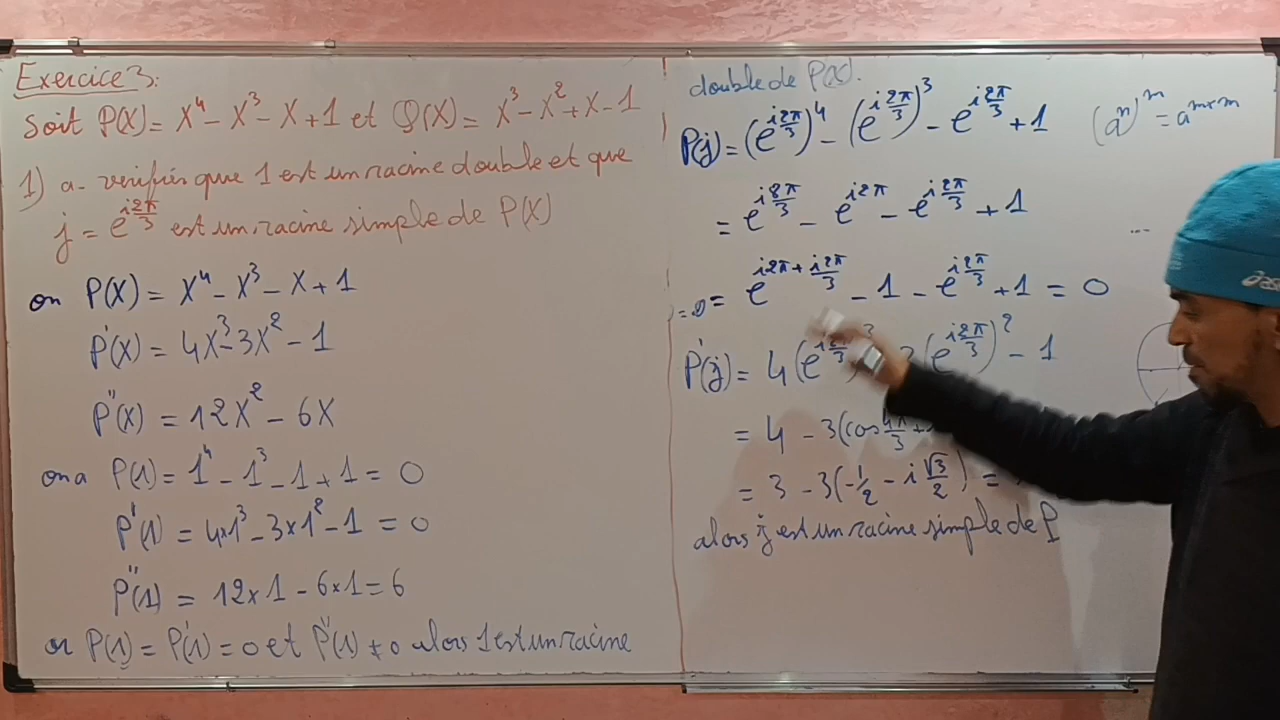 Exercice 3:
Soit P(X) = X⁴ - X³ - X + 1 et Q(X) = X³ - X² + X - 1
1) a - verifiés que 1 est un racine double et que
j = e^{i2π/3} est un racine simple de P(X)
on P(X) = X⁴ - X³ - X + 1
P'(X) = 4X³ - 3X² - 1
P''(X) = 12X² - 6X
on a P(1) = 1⁴ - 1³ - 1 + 1 = 0
P'(1) = 4×1³ - 3×1² - 1 = 0
P''(1) = 12×1 - 6×1 = 6
or P(1) = P'(1) = 0 et P''(1) ≠ 0 alors 1 est un racine
double de P(x).
P(j) = (e^{i2π/3})⁴ - (e^{i2π/3})³ - e^{i2π/3} + 1
(aⁿ)^m = a^{n×m}
= e^{i8π/3} - e^{i2π} - e^{i2π/3} + 1
= e^{i2π + i2π/3} - 1 - e^{i2π/3} + 1 = 0
P'(j) = 4(e^{i2π/3})³ - 3(e^{i2π/3})² - 1
= 4 - 3(cos 4π/3 +
= 3 - 3(-1/2 - i√3/2) =
alors j est un racine simple de P
asics